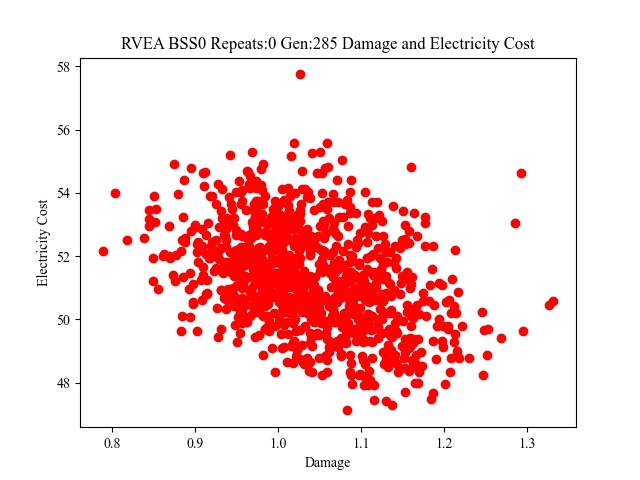 RVEA BSS0 Repeats:0 Gen:285 Damage and Electricity Cost
58
56
54
52
50
48
Electricity Cost
0.8 0.9 1.0 1.1 1.2 1.3
Damage